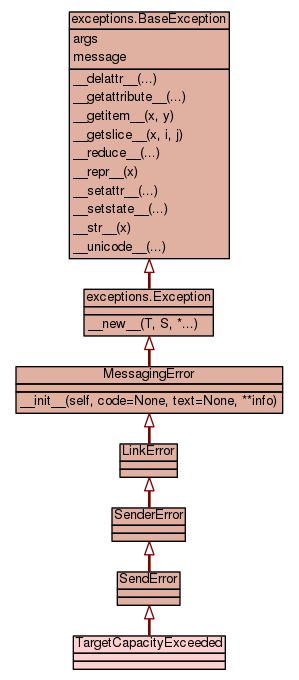 exceptions.BaseException
args
message
__delattr__(...)
__getattribute__(...)
__getitem__(x, y)
__getslice__(x, i, j)
__reduce__(...)
__repr__(x)
__setattr__(...)
__setstate__(...)
__str__(x)
__unicode__(...)
exceptions.Exception
__new__(T, S, *...)
MessagingError
__init__(self, code=None, text=None, **info)
LinkError
SenderError
SendError
TargetCapacityExceeded